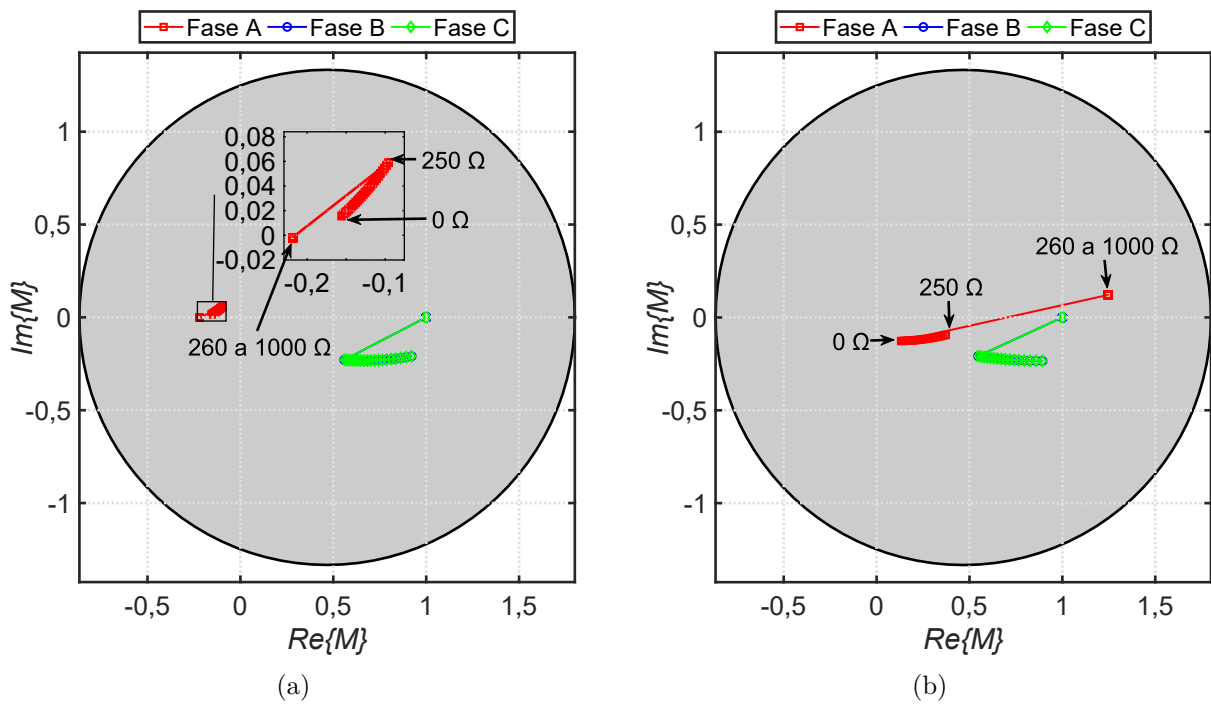 Fase A Fase B Fase C
Im{M}
1
0,5
0
-0,5
-1
0,08
0,06
0,04
0,02
0
-0,02
-0,2 -0,1
250 Ω
0 Ω
260 a 1000 Ω
-0,5 0 0,5 1 1,5
Re{M}
(a)
Fase A Fase B Fase C
Im{M}
1
0,5
0
-0,5
-1
260 a 1000 Ω
250 Ω
0 Ω
-0,5 0 0,5 1 1,5
Re{M}
(b)